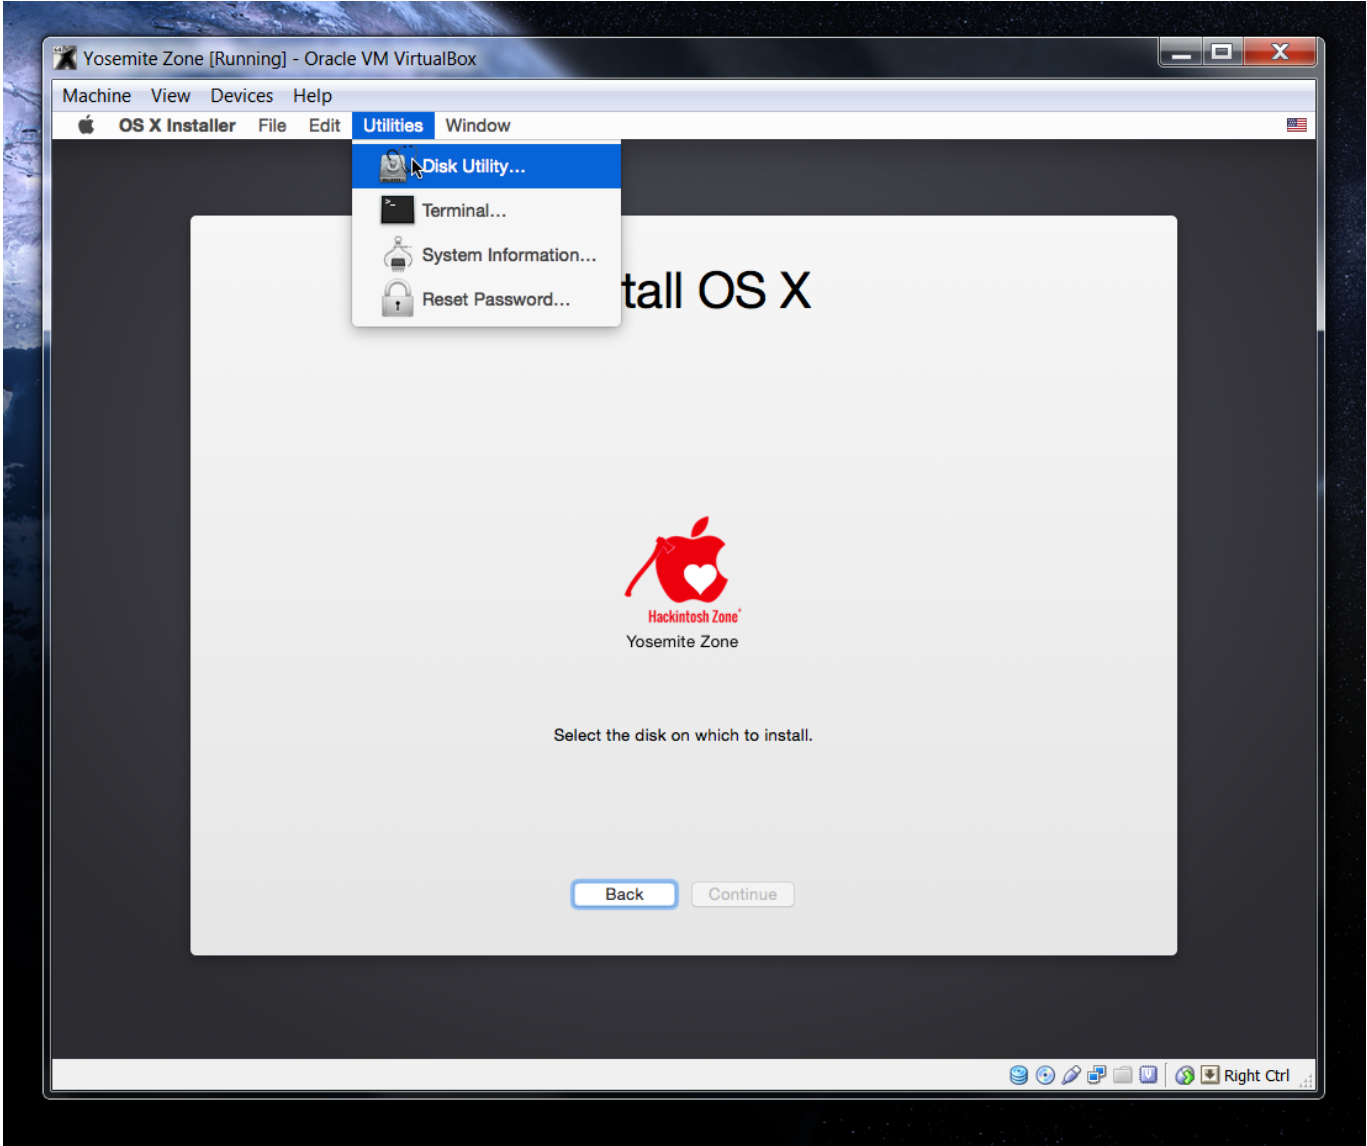 Yosemite Zone [Running] - Oracle VM VirtualBox
Machine View Devices Help
OS X Installer File Edit Utilities Window
Disk Utility...
Terminal...
System Information...
Reset Password...
tall OS X
Hackintosh Zone
Yosemite Zone
Select the disk on which to install.
Back Continue
Right Ctrl